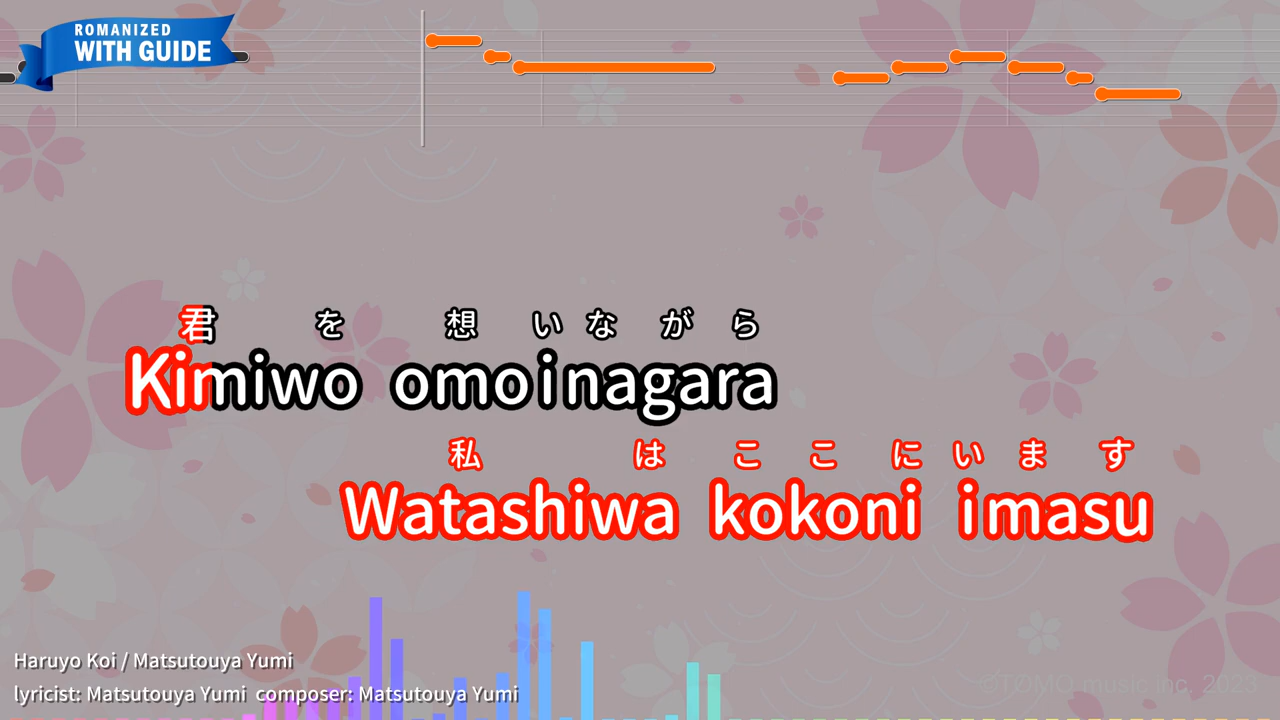 ROMANIZED
WITH GUIDE
君を想いながら
Kimiwo omoinagara
私はここにいます
Watashiwa kokoni imasu
Haruyo Koi / Matsutouya Yumi
lyricist: Matsutouya Yumi composer: Matsutouya Yumi
©TOMO music inc. 2023